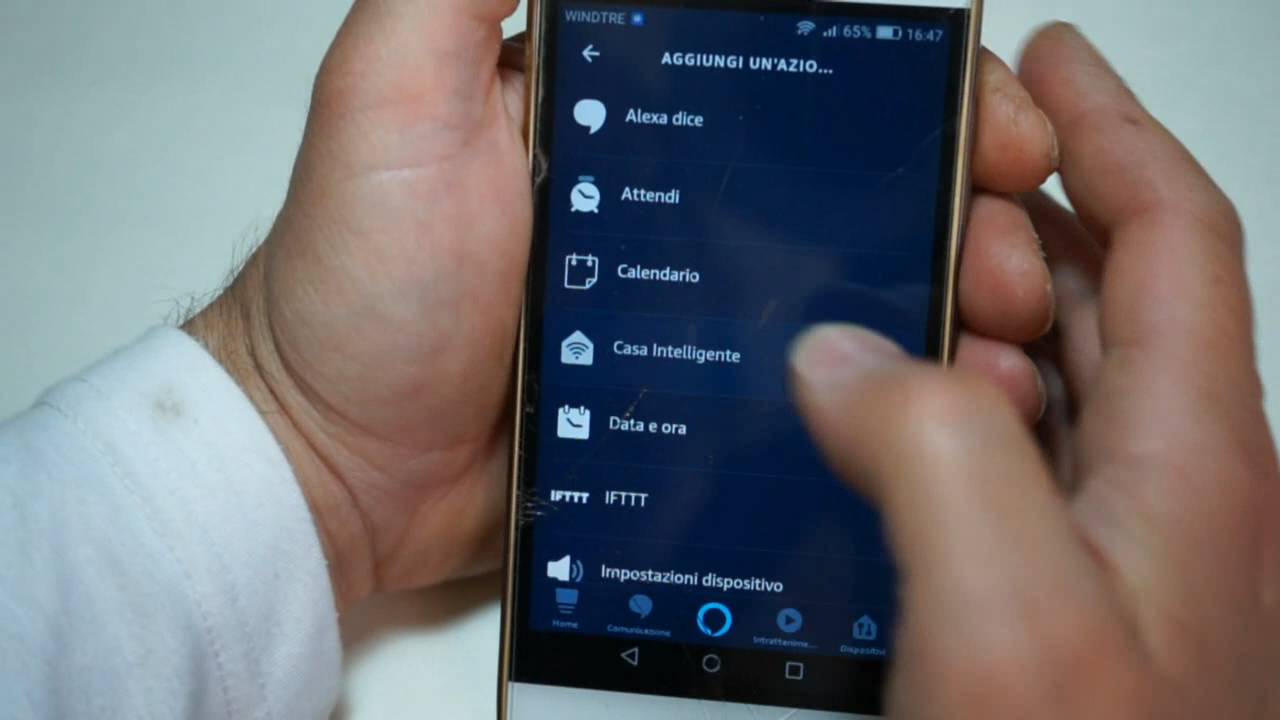 WINDTRE
65% 16:47
AGGIUNGI UN'AZIO...
Alexa dice
Attendi
Calendario
Casa Intelligente
Data e ora
IFTTT IFTTT
Impostazioni dispositivo
Home Comunicazione Intrattenime... Dispositivi